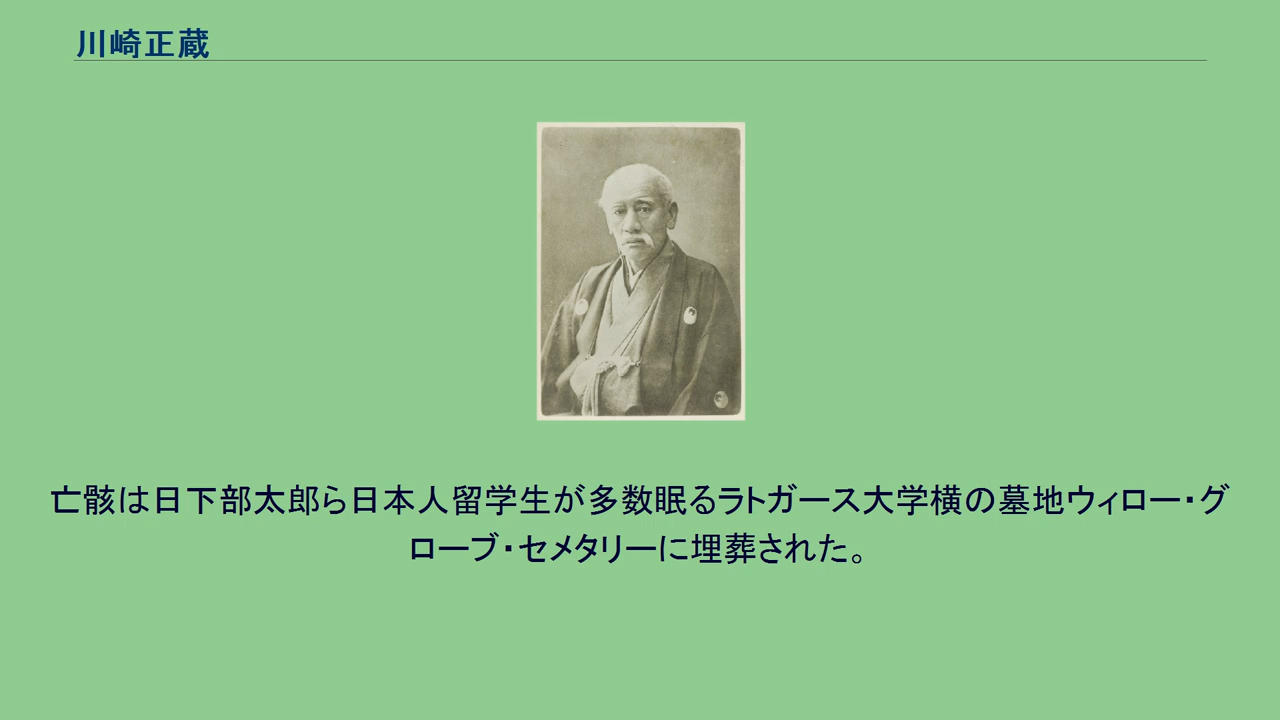 川崎正蔵
亡骸は日下部太郎ら日本人留学生が多数眠るラトガース大学横の墓地ウィロー・グ
ローブ・セメタリーに埋葬された。